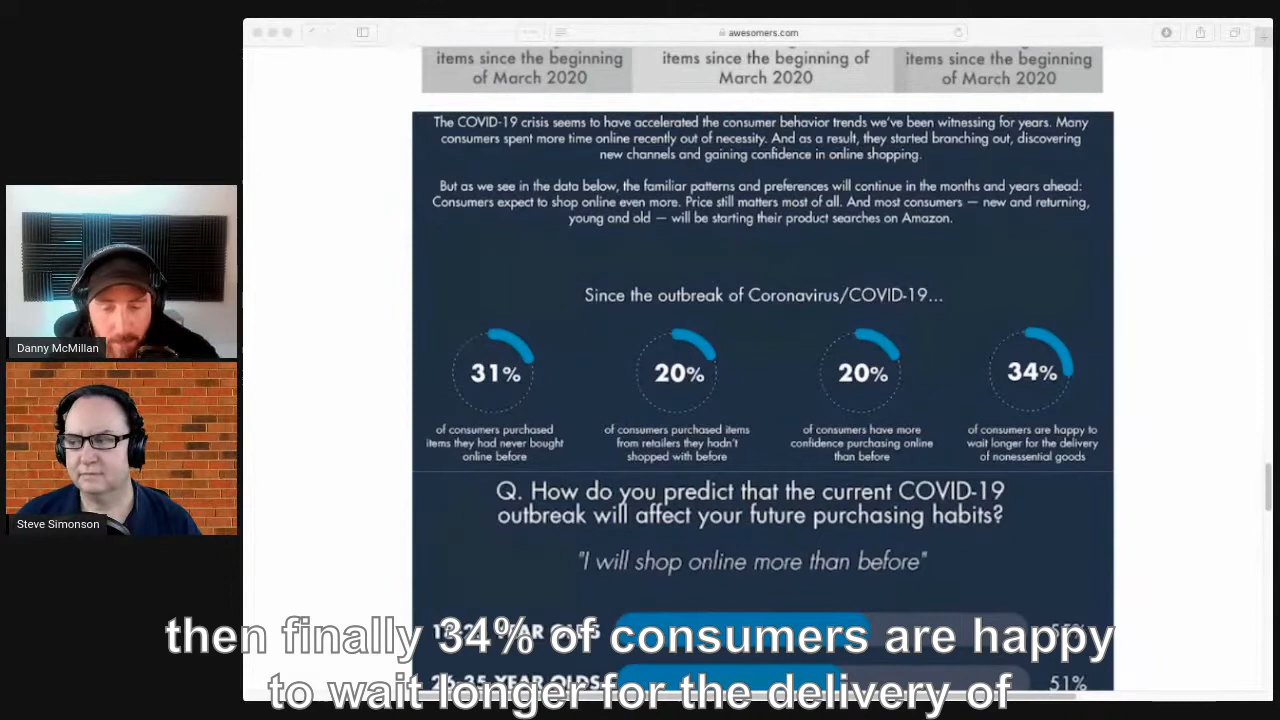 awesomers.com
items since the beginning
of March 2020
items since the beginning of
March 2020
items since the beginning
of March 2020
The COVID-19 crisis seems to have accelerated the consumer behavior trends we've been witnessing for years. Many
consumers spent more time online recently out of necessity. And as a result, they started branching out, discovering
new channels and gaining confidence in online shopping.
But as we see in the data below, the familiar patterns and preferences will continue in the months and years ahead:
Consumers expect to shop online even more. Price still matters most of all. And most consumers — new and returning,
young and old — will be starting their product searches on Amazon.
Since the outbreak of Coronavirus/COVID-19...
31%
of consumers purchased
items they had never bought
online before
20%
of consumers purchased items
from retailers they hadn't
shopped with before
20%
of consumers have more
confidence purchasing online
than before
34%
of consumers are happy to
wait longer for the delivery
of nonessential goods
Q. How do you predict that the current COVID-19
outbreak will affect your future purchasing habits?
"I will shop online more than before"
YEAR OLDS
26-35 YEAR OLDS
51%
Danny McMillan
Steve Simonson
then finally 34% of consumers are happy
to wait longer for the delivery of